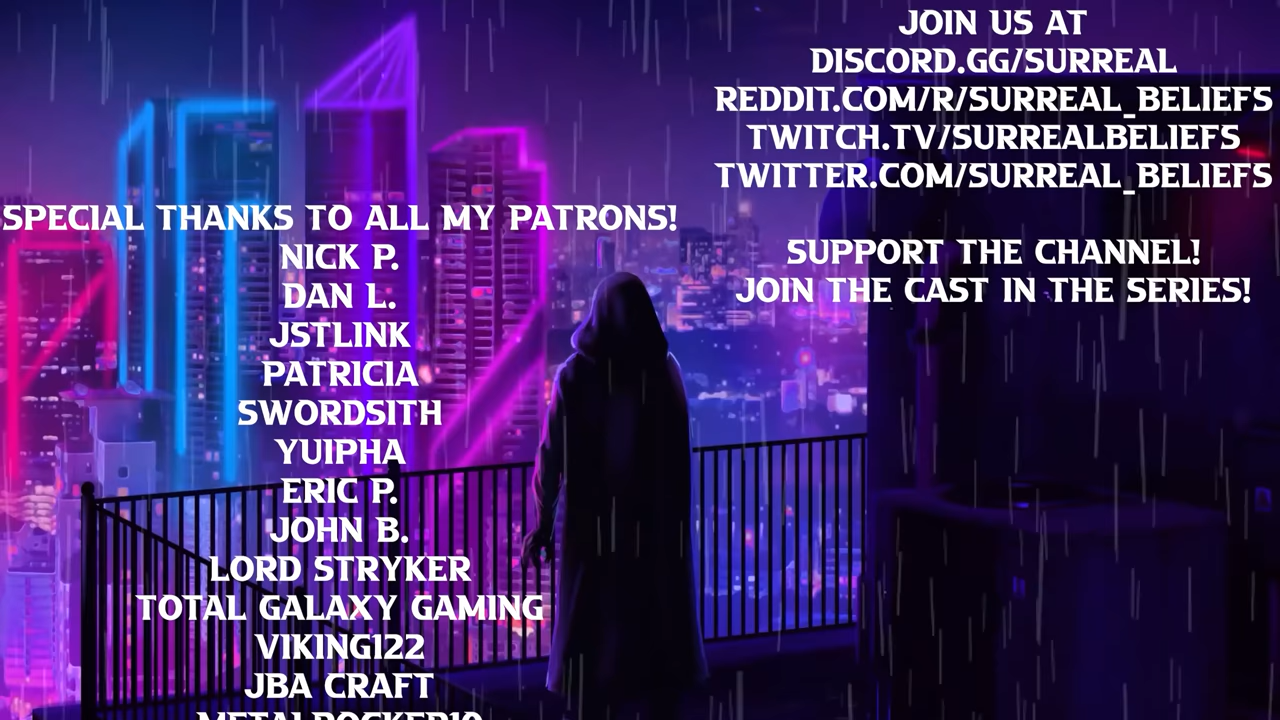 JOIN US AT
DISCORD.GG/SURREAL
REDDIT.COM/R/SURREAL_BELIEFS
TWITCH.TV/SURREALBELIEFS
TWITTER.COM/SURREAL_BELIEFS
SUPPORT THE CHANNEL!
JOIN THE CAST IN THE SERIES!
SPECIAL THANKS TO ALL MY PATRONS!
NICK P.
DAN L.
JSTLINK
PATRICIA
SWORDSITH
YUIPHA
ERIC P.
JOHN B.
LORD STRYKER
TOTAL GALAXY GAMING
VIKING122
JBA CRAFT